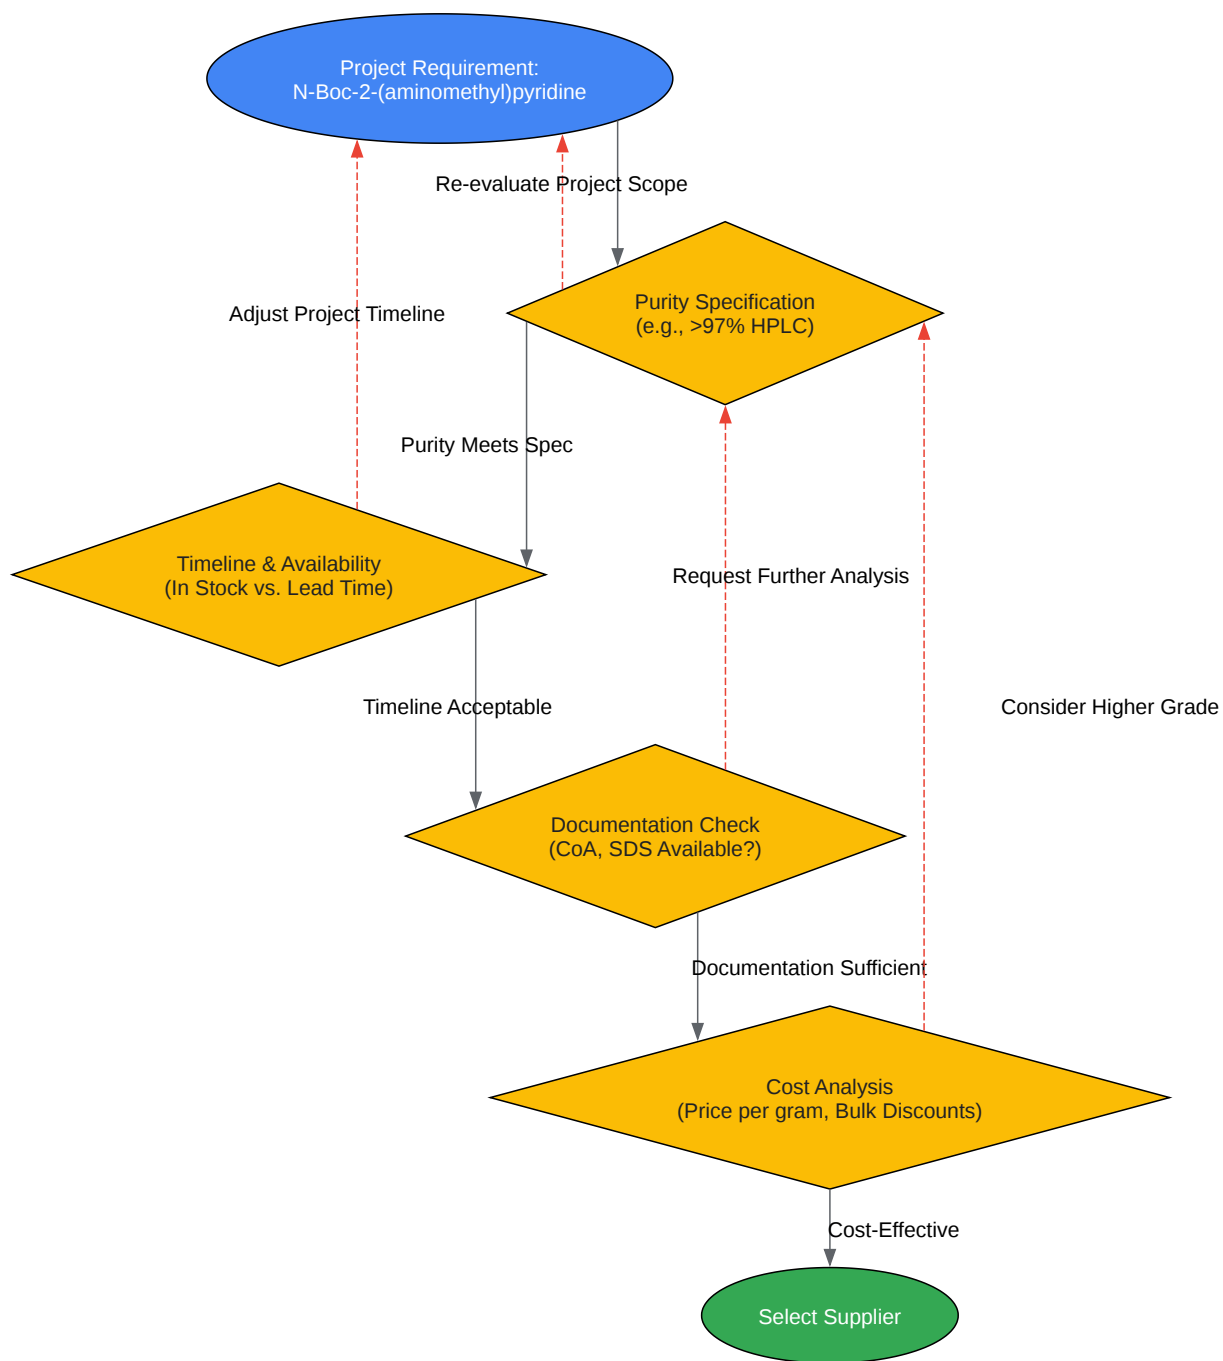 Project Requirement:
N-Boc-2-(aminomethyl)pyridine
Re-evaluate Project Scope
Purity Specification
(e.g., >97% HPLC)
Adjust Project Timeline
Purity Meets Spec
Timeline & Availability
(In Stock vs. Lead Time)
Request Further Analysis
Timeline Acceptable
Consider Higher Grade
Documentation Check
(CoA, SDS Available?)
Documentation Sufficient
Cost Analysis
(Price per gram, Bulk Discounts)
Cost-Effective
Select Supplier